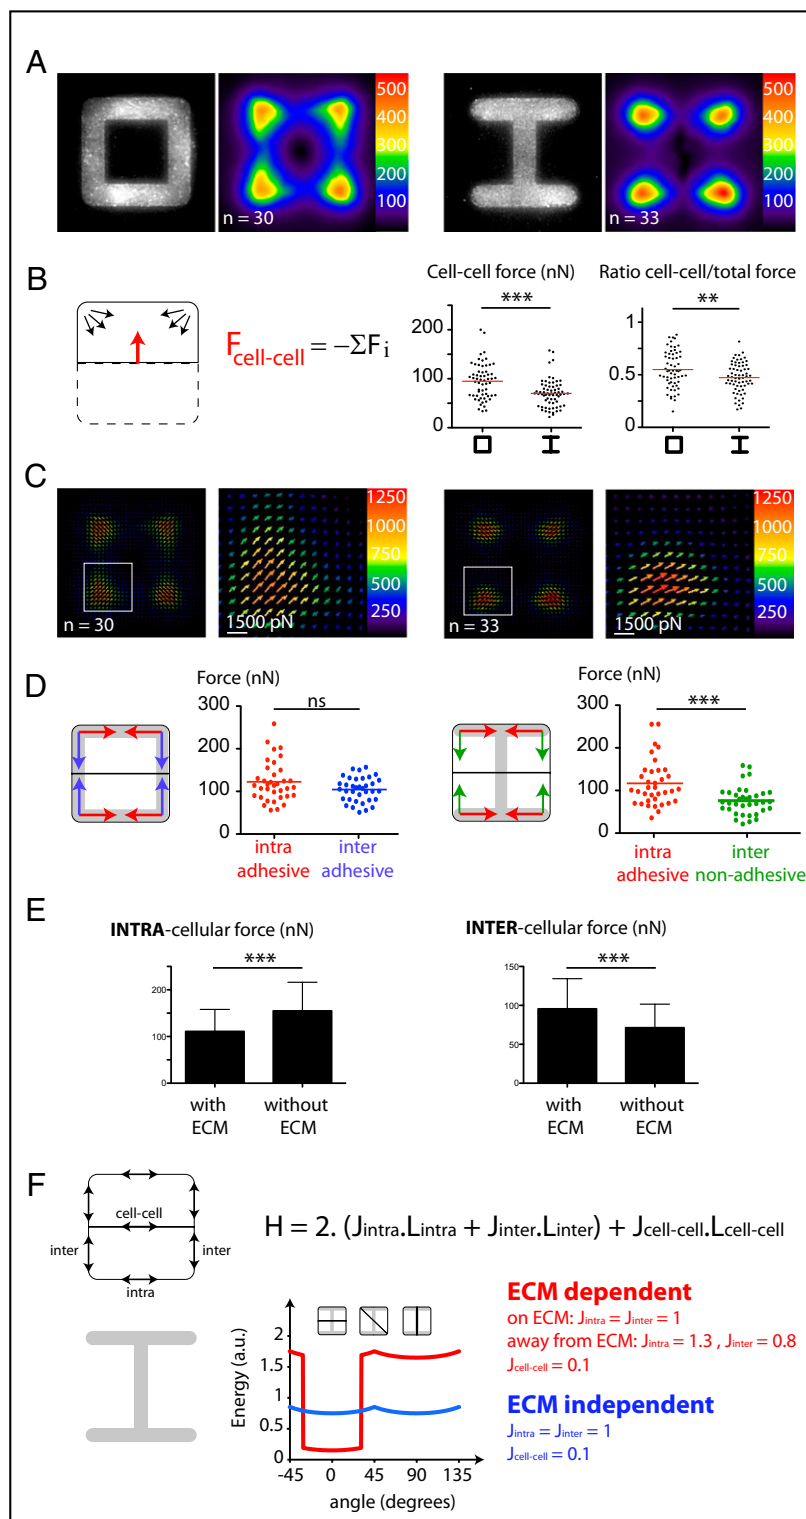 A
500
400
300
200
100
n = 30
500
400
300
200
100
n = 33
B
F cell-cell = −ΣFi
Cell-cell force (nN)
***
200
100
0
Ratio cell-cell/total force
**
1
0.5
0
C
n = 30
1500 pN
1250
1000
750
500
250
n = 33
1500 pN
1250
1000
750
500
250
D
Force (nN)
300
200
100
0
ns
intra
adhesive
inter
adhesive
Force (nN)
300
200
100
0
***
intra
adhesive
inter
non-adhesive
E
INTRA-cellular force (nN)
***
200
100
0
with
ECM
without
ECM
INTER-cellular force (nN)
***
150
100
50
0
with
ECM
without
ECM
F
cell-cell
inter
inter
intra
H = 2. (Jintra.Lintra + Jinter.Linter) + Jcell-cell.Lcell-cell
Energy (a.u.)
2
1.5
1
0.5
0
-45 0 45 90 135
angle (degrees)
ECM dependent
on ECM: Jintra = Jinter = 1
away from ECM: Jintra = 1.3 , Jinter = 0.8
Jcell-cell = 0.1
ECM independent
Jintra = Jinter = 1
Jcell-cell = 0.1